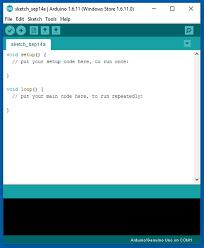 sketch_sep14a | Arduino 1.6.11 (Windows Store 1.6.11.0)
File Edit Sketch Tools Help
sketch_sep14a
void setup() {
// put your setup code here, to run once:
}
void loop() {
// put your main code here, to run repeatedly:
}
Arduino/Genuino Uno on COM1